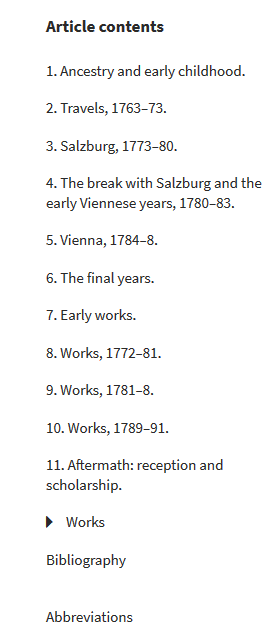 Article contents
1. Ancestry and early childhood.
2. Travels, 1763–73.
3. Salzburg, 1773–80.
4. The break with Salzburg and the
early Viennese years, 1780–83.
5. Vienna, 1784–8.
6. The final years.
7. Early works.
8. Works, 1772–81.
9. Works, 1781–8.
10. Works, 1789–91.
11. Aftermath: reception and
scholarship.
Works
Bibliography
Abbreviations